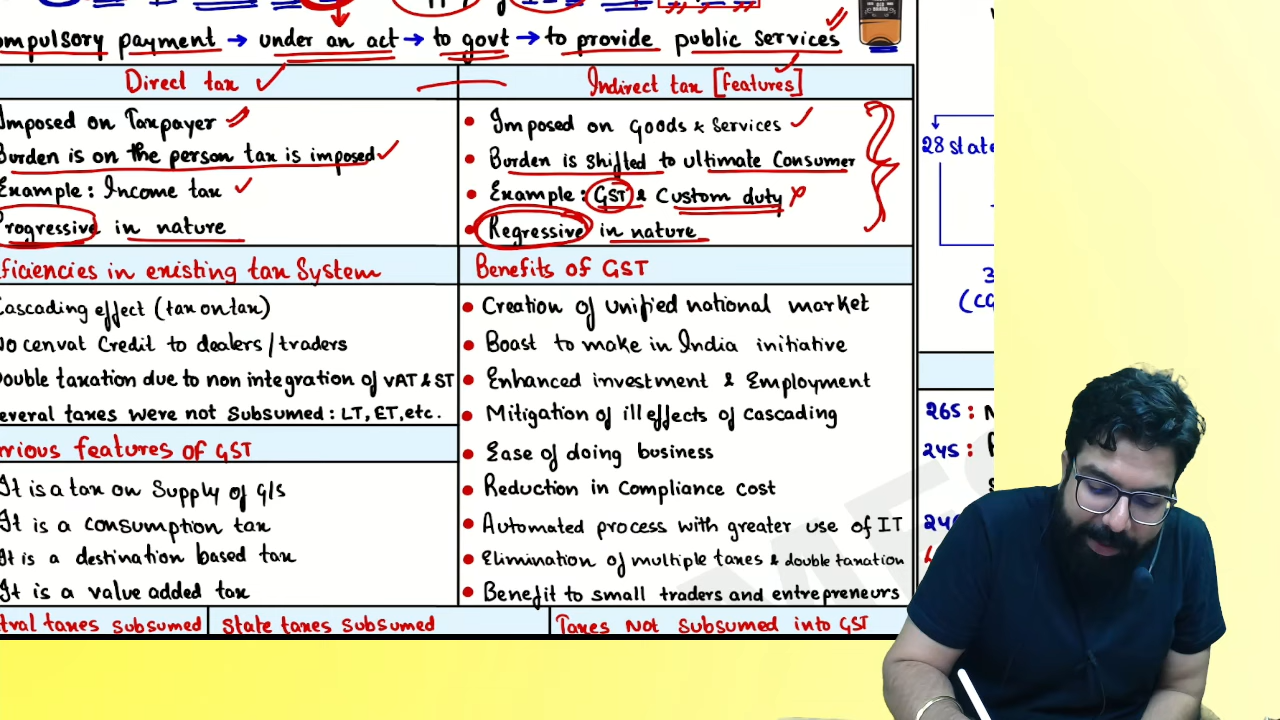 ompulsory payment → under an act → to govt → to provide public services
Direct tax
Indirect tax [Features]
Imposed on Taxpayer
Burden is on the person tax is imposed
Example: Income tax
Progressive in nature
Imposed on Goods & Services
Burden is shifted to ultimate Consumer
Example: GST & Custom duty
Regressive in nature
ficiencies in existing tax System
Cascading effect (tax on tax)
No cenvat Credit to dealers / traders
Double taxation due to non integration of VAT & ST
Several taxes were not Subsumed: LT, ET, etc.
Benefits of GST
Creation of unified national market
Boast to make in India initiative
Enhanced investment & Employment
Mitigation of ill effects of Cascading
Ease of doing business
Reduction in Compliance cost
Automated process with greater use of IT
Elimination of multiple taxes & double taxation
Benefit to small traders and entrepreneurs
rious features of GST
It is a tax on Supply of G/S
It is a consumption tax
It is a destination based tax
It is a value added tax
tral taxes subsumed
State taxes Subsumed
Taxes Not Subsumed into GST
28 state
3
(CG
265:
245: